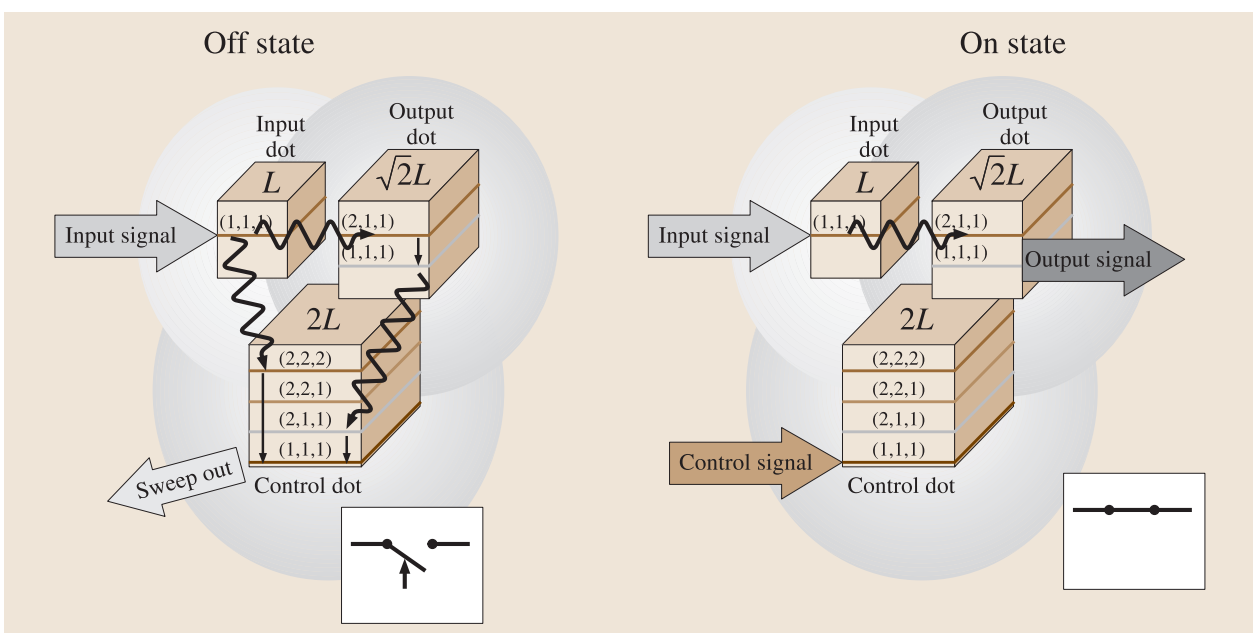 Off state
Input
dot
Output
dot
L
√2L
Input signal
(1,1,1)
(2,1,1)
(1,1,1)
2L
(2,2,2)
(2,2,1)
(2,1,1)
(1,1,1)
Sweep out
Control dot
On state
Input
dot
Output
dot
L
√2L
Input signal
(1,1,1)
(2,1,1)
(1,1,1)
Output signal
2L
(2,2,2)
(2,2,1)
(2,1,1)
(1,1,1)
Control signal
Control dot